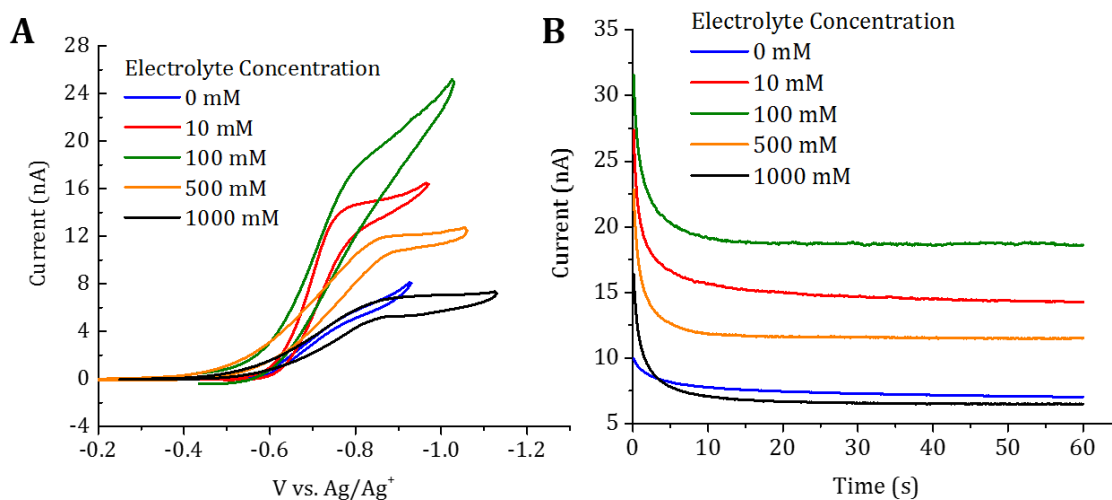 A
Electrolyte Concentration
0 mM
10 mM
100 mM
500 mM
1000 mM
Current (nA)
28
24
20
16
12
8
4
0
-4
-0.2
-0.4
-0.6
-0.8
-1.0
-1.2
V vs. Ag/Ag⁺
B
Electrolyte Concentration
0 mM
10 mM
100 mM
500 mM
1000 mM
Current (nA)
35
30
25
20
15
10
5
0
10
20
30
40
50
60
Time (s)